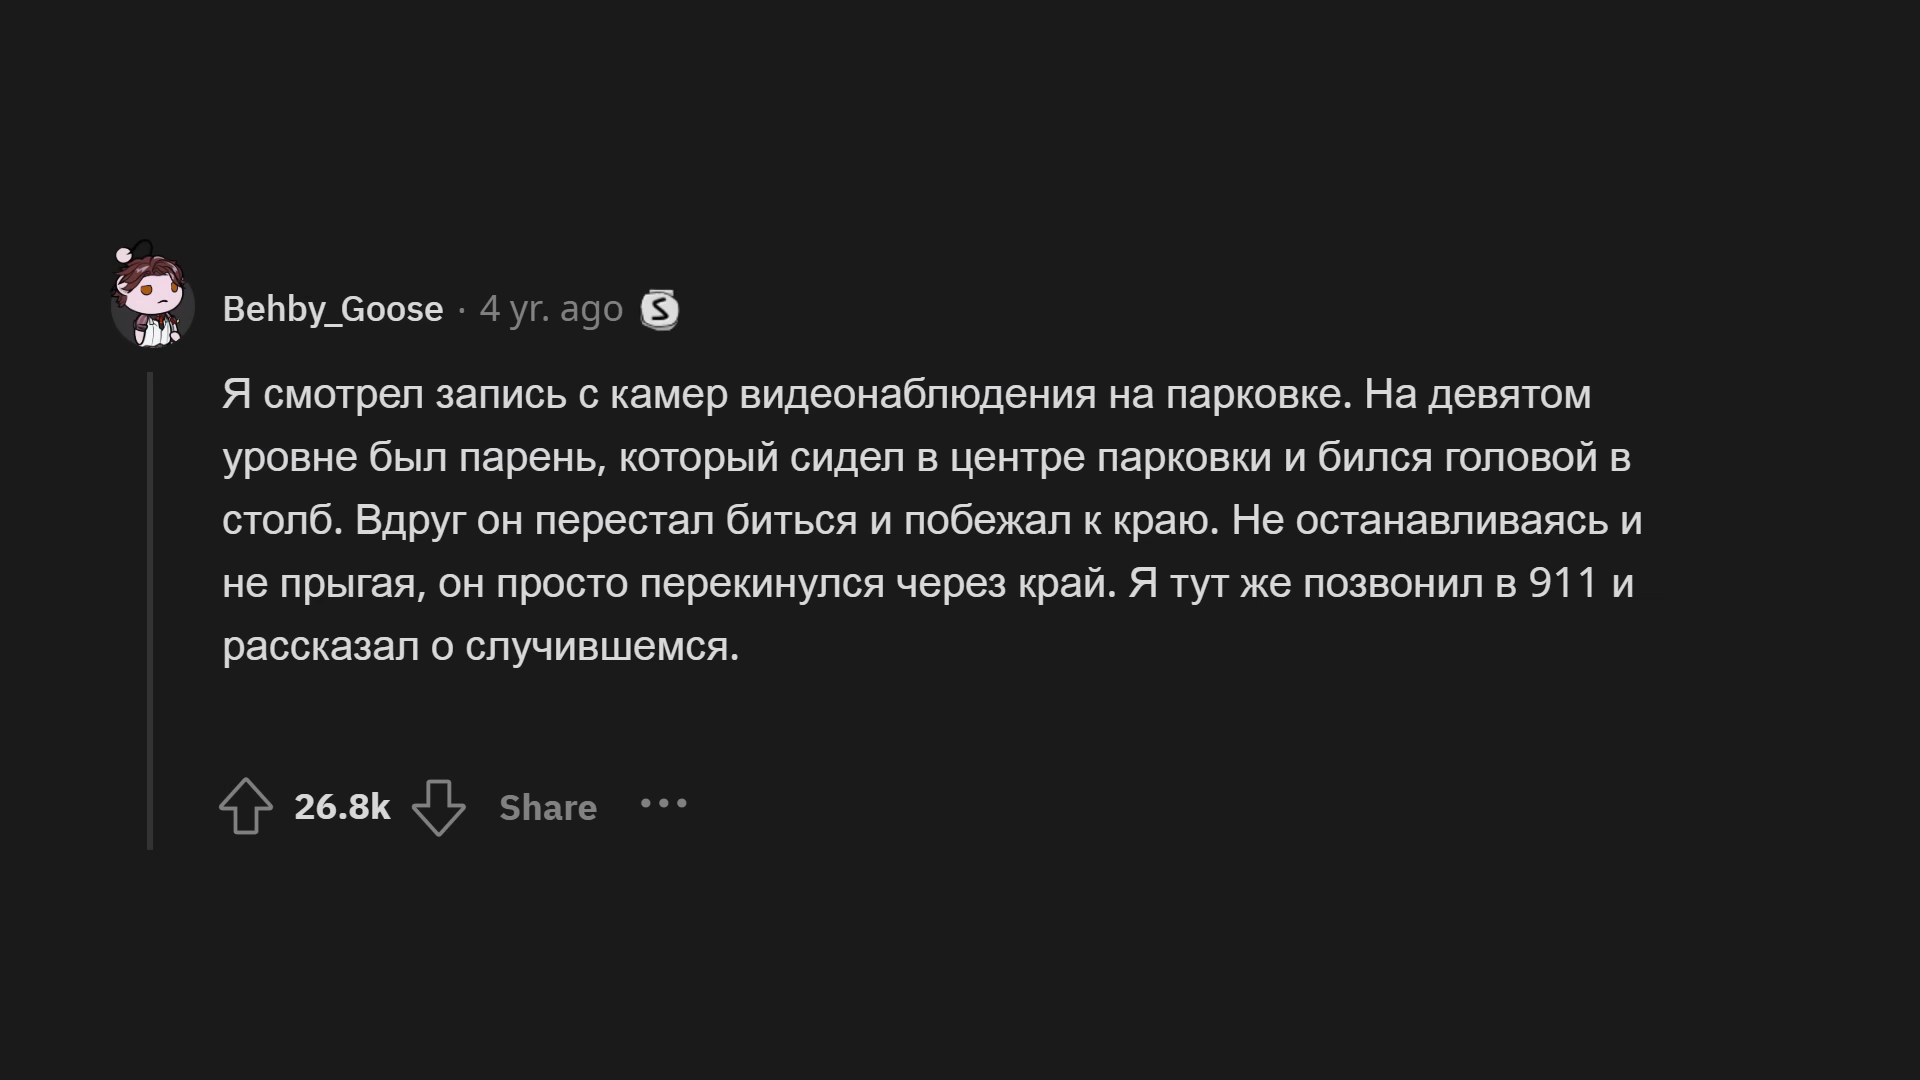 Behby_Goose · 4 yr. ago S
Я смотрел запись с камер видеонаблюдения на парковке. На девятом
уровне был парень, который сидел в центре парковки и бился головой в
столб. Вдруг он перестал биться и побежал к краю. Не останавливаясь и
не прыгая, он просто перекинулся через край. Я тут же позвонил в 911 и
рассказал о случившемся.
26.8k Share •••